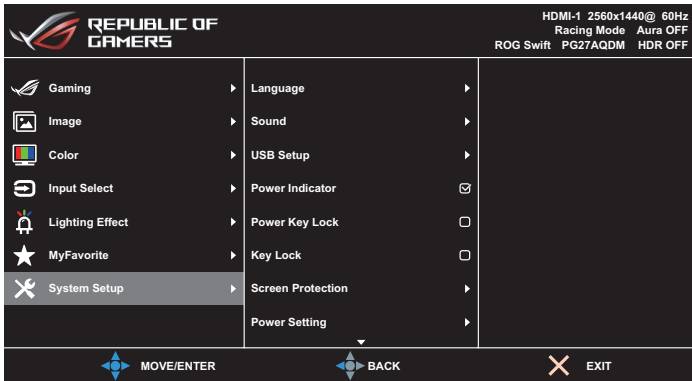 REPUBLIC OF
GAMERS
HDMI-1 2560x1440@ 60Hz
Racing Mode Aura OFF
ROG Swift PG27AQDM HDR OFF
Gaming
Image
Color
Input Select
Lighting Effect
MyFavorite
System Setup
Language
Sound
USB Setup
Power Indicator
Power Key Lock
Key Lock
Screen Protection
Power Setting
MOVE/ENTER
BACK
EXIT